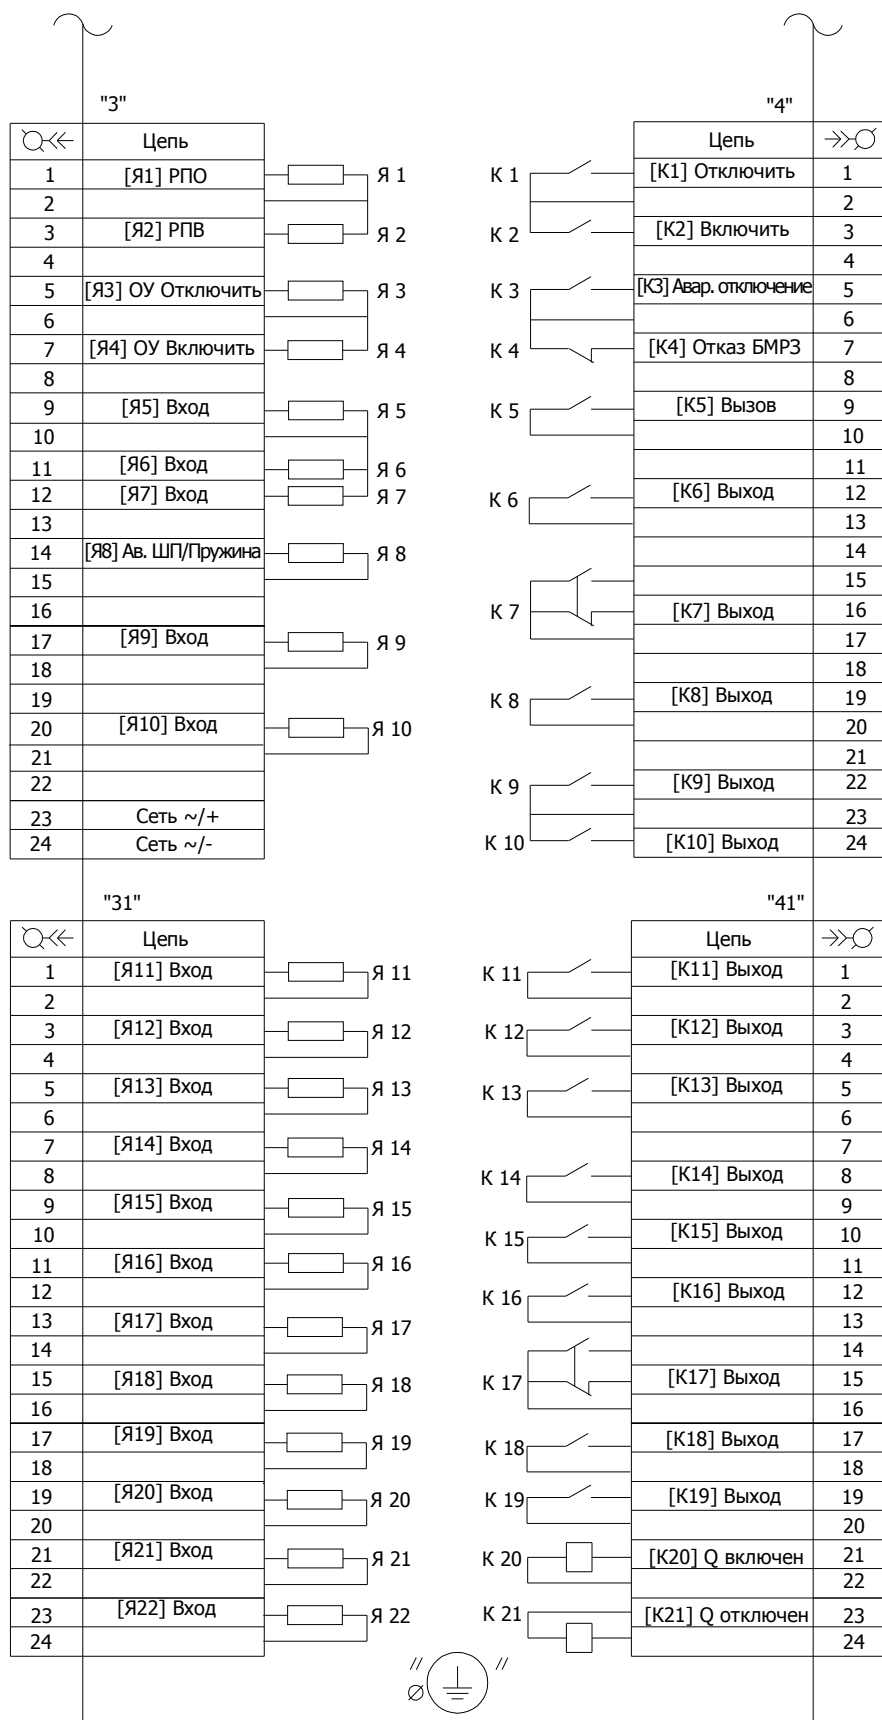 "3"
Цепь
1 [Я1] РПО Я 1
2
3 [Я2] РПВ Я 2
4
5 [Я3] ОУ Отключить Я 3
6
7 [Я4] ОУ Включить Я 4
8
9 [Я5] Вход Я 5
10
11 [Я6] Вход Я 6
12 [Я7] Вход Я 7
13
14 [Я8] Ав. ШП/Пружина Я 8
15
16
17 [Я9] Вход Я 9
18
19
20 [Я10] Вход Я 10
21
22
23 Сеть ~/+
24 Сеть ~/-
"4"
Цепь
К 1 [К1] Отключить 1
2
К 2 [К2] Включить 3
4
К 3 [К3] Авар. отключение 5
6
К 4 [К4] Отказ БМРЗ 7
8
К 5 [К5] Вызов 9
10
11
К 6 [К6] Выход 12
13
14
15
К 7 [К7] Выход 16
17
18
К 8 [К8] Выход 19
20
21
К 9 [К9] Выход 22
23
К 10 [К10] Выход 24
"31"
Цепь
1 [Я11] Вход Я 11
2
3 [Я12] Вход Я 12
4
5 [Я13] Вход Я 13
6
7 [Я14] Вход Я 14
8
9 [Я15] Вход Я 15
10
11 [Я16] Вход Я 16
12
13 [Я17] Вход Я 17
14
15 [Я18] Вход Я 18
16
17 [Я19] Вход Я 19
18
19 [Я20] Вход Я 20
20
21 [Я21] Вход Я 21
22
23 [Я22] Вход Я 22
24
"41"
Цепь
К 11 [К11] Выход 1
2
К 12 [К12] Выход 3
4
К 13 [К13] Выход 5
6
7
К 14 [К14] Выход 8
9
К 15 [К15] Выход 10
11
К 16 [К16] Выход 12
13
14
К 17 [К17] Выход 15
16
К 18 [К18] Выход 17
18
К 19 [К19] Выход 19
20
К 20 [К20] Q включен 21
22
К 21 [К21] Q отключен 23
24